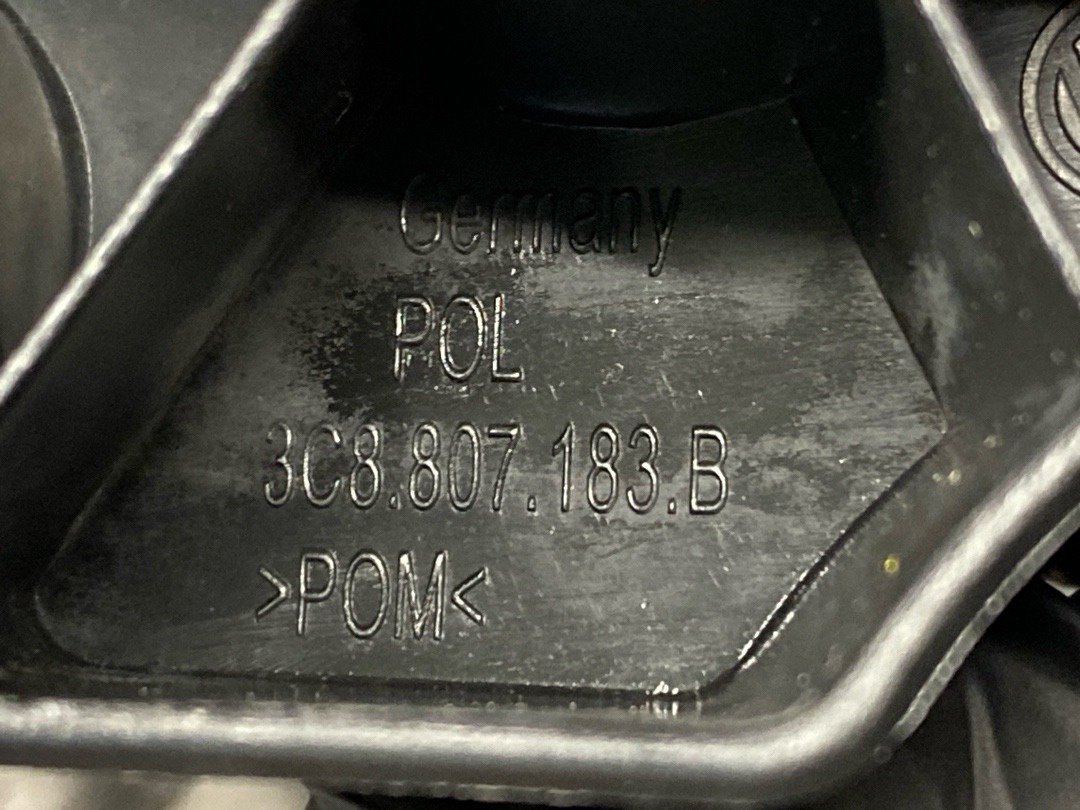 Germany
POL
3C8.807.183.B
>POM<